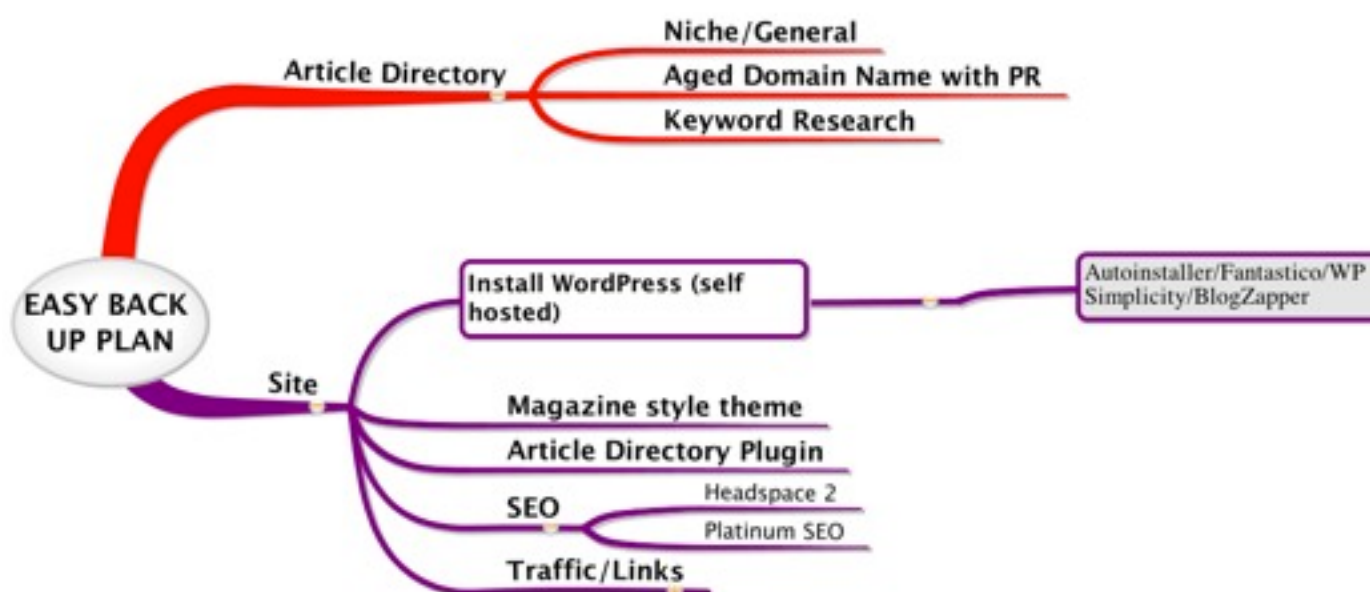 Niche/General
Article Directory
Aged Domain Name with PR
Keyword Research
EASY BACK
UP PLAN
Site
Install WordPress (self
hosted)
Autoinstaller/Fantastico/WP
Simplicity/BlogZapper
Magazine style theme
Article Directory Plugin
SEO
Headspace 2
Platinum SEO
Traffic/Links